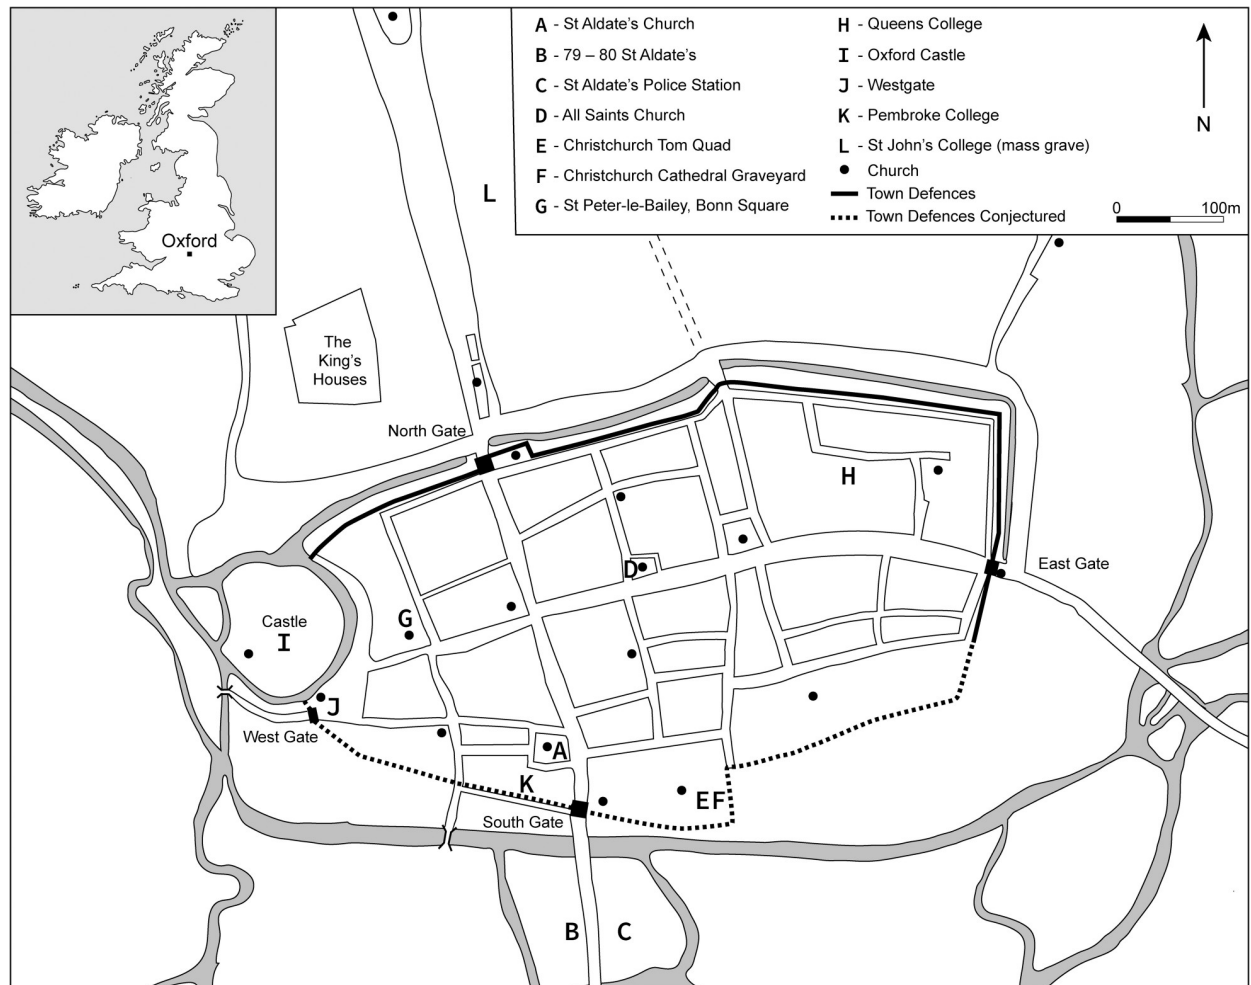 Oxford
A - St Aldate's Church
B - 79 – 80 St Aldate's
C - St Aldate's Police Station
D - All Saints Church
E - Christchurch Tom Quad
F - Christchurch Cathedral Graveyard
G - St Peter-le-Bailey, Bonn Square
H - Queens College
I - Oxford Castle
J - Westgate
K - Pembroke College
L - St John's College (mass grave)
Church
Town Defences
Town Defences Conjectured
N
0 100m
L
The
King's
Houses
North Gate
H
D
East Gate
G
Castle
I
J
West Gate
A
K
E F
South Gate
B
C